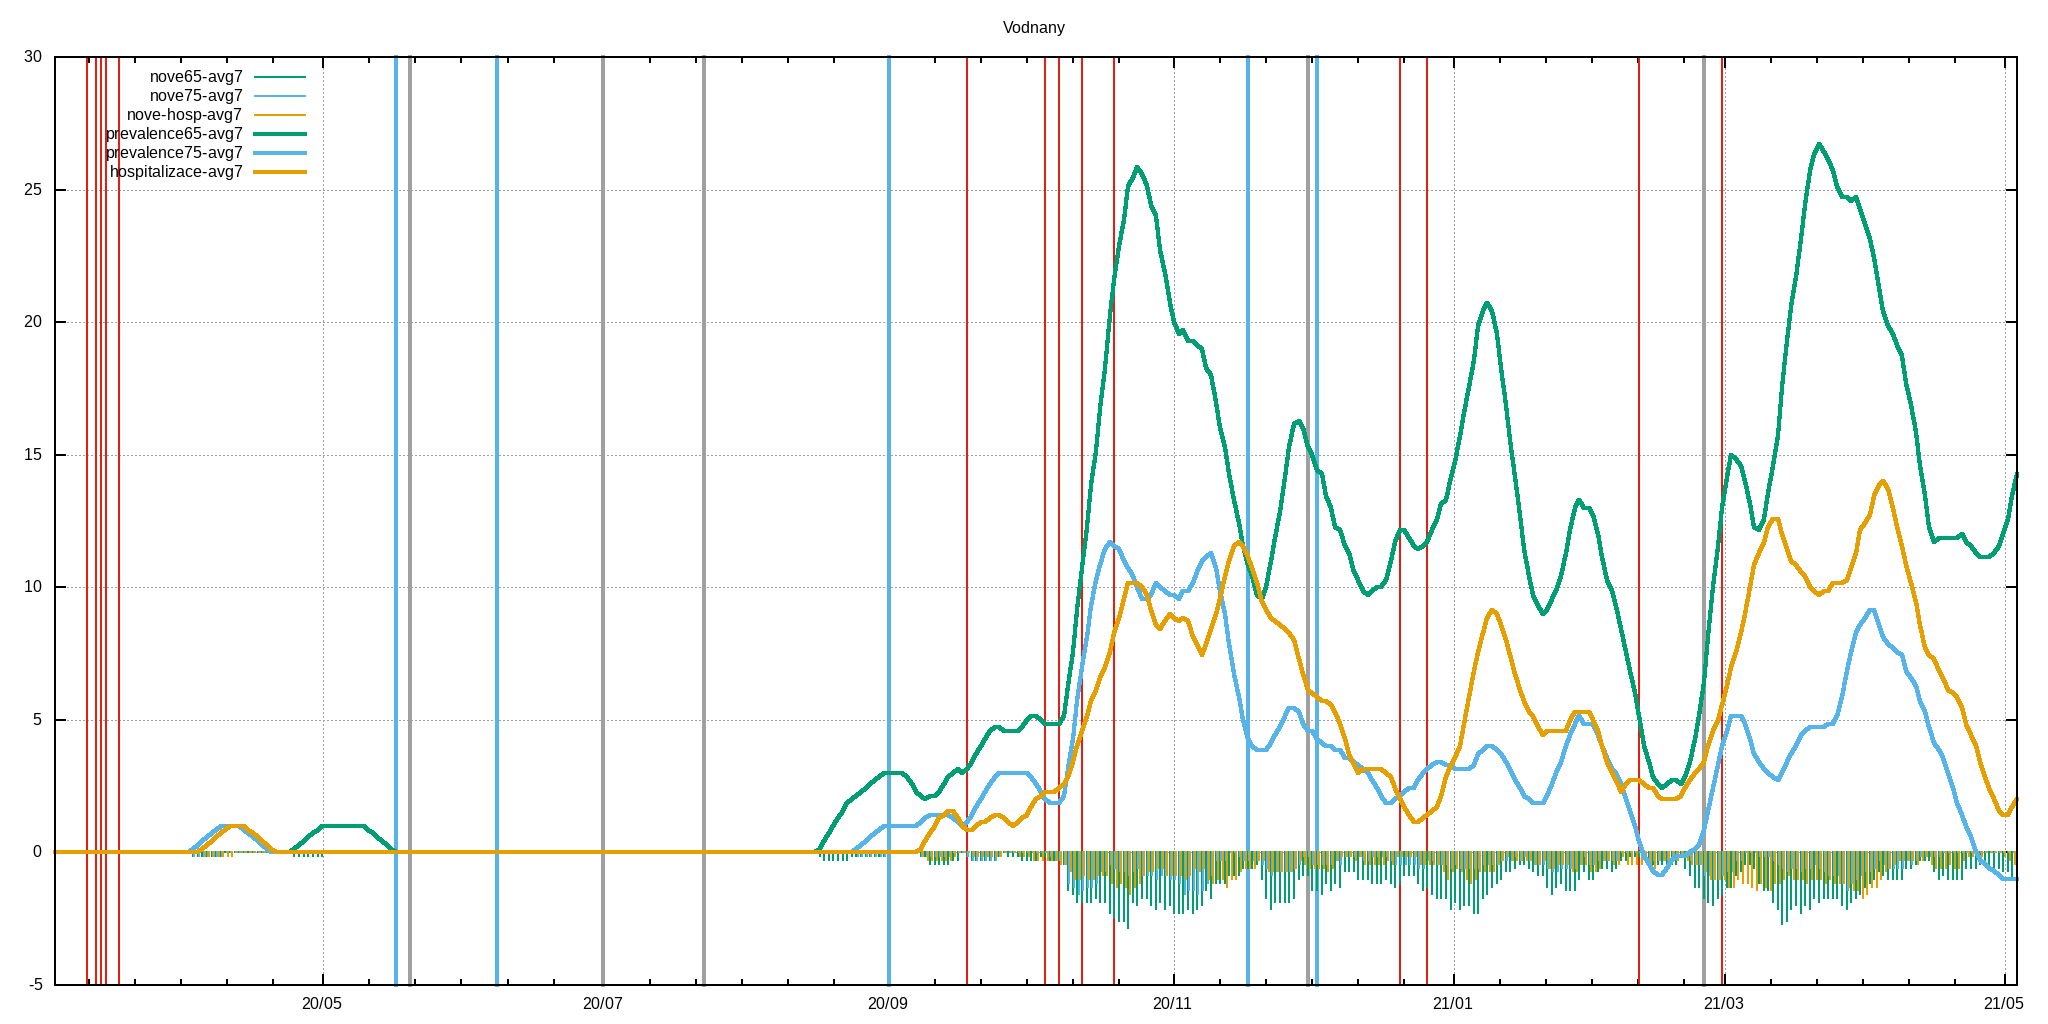 Vodnany
30
nove65-avg7
nove75-avg7
nove-hosp-avg7
prevalence65-avg7
prevalence75-avg7
hospitalizace-avg7
25
20
15
10
5
0
-5
20/05 20/07 20/09 20/11 21/01 21/03 21/05